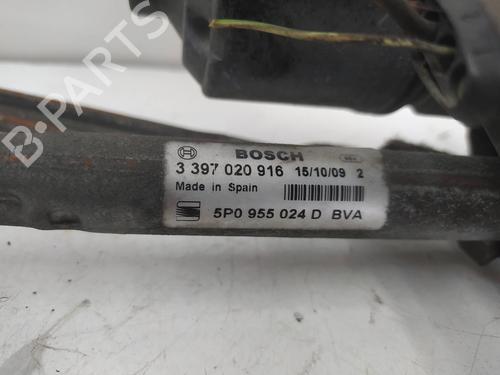 B-PARTS
BOSCH
3 397 020 916 15/10/09 2
Made in Spain
5P0 955 024 D BVA